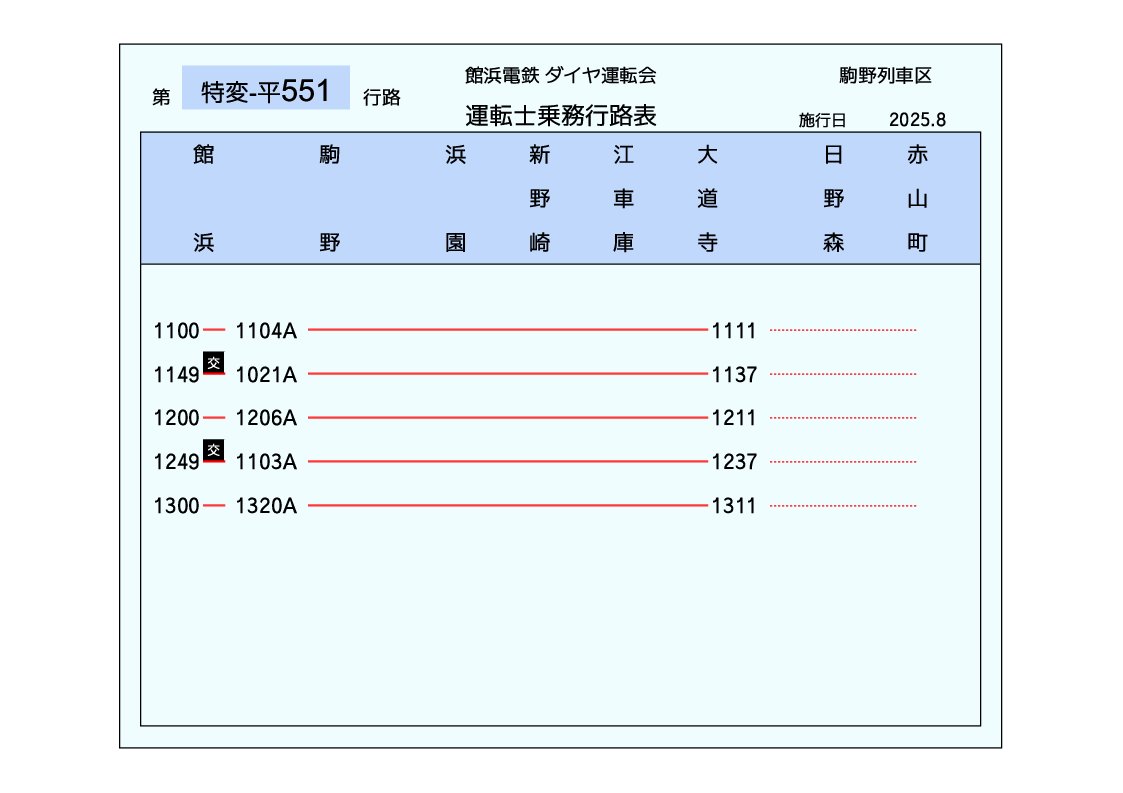 第 特変-平551 行路
館浜電鉄 ダイヤ運転会
運転士乗務行路表
駒野列車区
施行日 2025.8
館浜 駒野 浜園 新野崎 江車庫 大道寺 日野森 赤山町
1100 1104A 1111
1149 交 1021A 1137
1200 1206A 1211
1249 交 1103A 1237
1300 1320A 1311